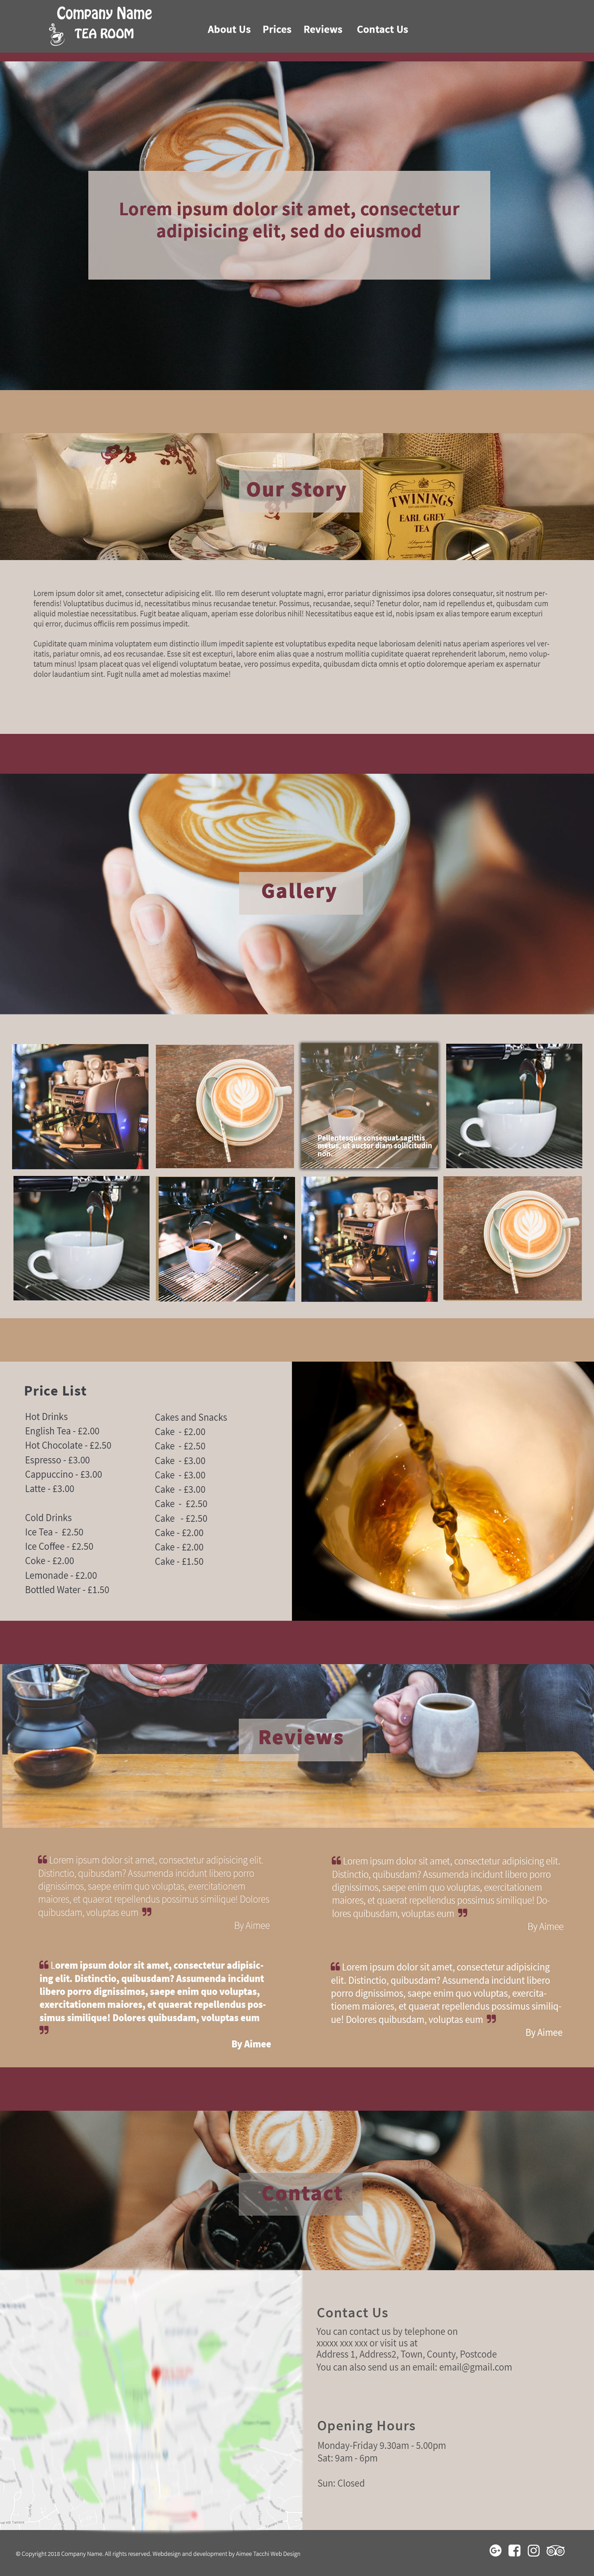 Company Name
TEA ROOM
About Us Prices Reviews Contact Us
Lorem ipsum dolor sit amet, consectetur
adipisicing elit, sed do eiusmod
Our Story
TWININGS
EARL GREY
TEA
Lorem ipsum dolor sit amet, consectetur adipisicing elit. Illo rem deserunt voluptate magni, error pariatur dignissimos ipsa dolores consequatur, sit nostrum per-
ferendis! Voluptatibus ducimus id, necessitatibus minus recusandae tenetur. Possimus, recusandae, sequi? Tenetur dolor, nam id repellendus et, quibusdam cum
aliquid molestiae necessitatibus. Fugit beatae aliquam, aperiam esse doloribus nihil! Necessitatibus eaque est id, nobis ipsam ex alias tempore earum excepturi
qui error, ducimus officiis rem possimus impedit.
Cupiditate quam minima voluptatem eum distinctio illum impedit sapiente est voluptatibus expedita neque laboriosam deleniti natus aperiam asperiores vel ver-
itatis, pariatur omnis, ad eos recusandae. Esse sit est excepturi, labore enim alias quae a nostrum mollitia cupiditate quaerat reprehenderit laborum, nemo volup-
tatum minus! Ipsam placeat quas vel eligendi voluptatum beatae, vero possimus expedita, quibusdam dicta omnis et optio doloremque aperiam ex aspernatur
dolor laudantium sint. Fugit nulla amet ad molestias maxime!
Gallery
Pellentesque consequat sagittis
metus, ut auctor diam sollicitudin
non.
Price List
Hot Drinks
English Tea - £2.00
Hot Chocolate - £2.50
Espresso - £3.00
Cappuccino - £3.00
Latte - £3.00
Cold Drinks
Ice Tea - £2.50
Ice Coffee - £2.50
Coke - £2.00
Lemonade - £2.00
Bottled Water - £1.50
Cakes and Snacks
Cake - £2.00
Cake - £2.50
Cake - £3.00
Cake - £3.00
Cake - £3.00
Cake - £2.50
Cake - £2.50
Cake - £2.00
Cake - £2.00
Cake - £1.50
Reviews
❝ Lorem ipsum dolor sit amet, consectetur adipisicing elit.
Distinctio, quibusdam? Assumenda incidunt libero porro
dignissimos, saepe enim quo voluptas, exercitationem
maiores, et quaerat repellendus possimus similique! Dolores
quibusdam, voluptas eum ❞
By Aimee
❝ Lorem ipsum dolor sit amet, consectetur adipisicing elit.
Distinctio, quibusdam? Assumenda incidunt libero porro
dignissimos, saepe enim quo voluptas, exercitationem
maiores, et quaerat repellendus possimus similique! Do-
lores quibusdam, voluptas eum ❞
By Aimee
❝ Lorem ipsum dolor sit amet, consectetur adipisic-
ing elit. Distinctio, quibusdam? Assumenda incidunt
libero porro dignissimos, saepe enim quo voluptas,
exercitationem maiores, et quaerat repellendus pos-
simus similique! Dolores quibusdam, voluptas eum
❞
By Aimee
❝ Lorem ipsum dolor sit amet, consectetur adipisicing
elit. Distinctio, quibusdam? Assumenda incidunt libero
porro dignissimos, saepe enim quo voluptas, exercita-
tionem maiores, et quaerat repellendus possimus similiq-
ue! Dolores quibusdam, voluptas eum ❞
By Aimee
Contact
Contact Us
You can contact us by telephone on
xxxxx xxx xxx or visit us at
Address 1, Address2, Town, County, Postcode
You can also send us an email: email@gmail.com
Opening Hours
Monday-Friday 9.30am - 5.00pm
Sat: 9am - 6pm
Sun: Closed
© Copyright 2018 Company Name. All rights reserved. Webdesign and development by Aimee Tacchi Web Design